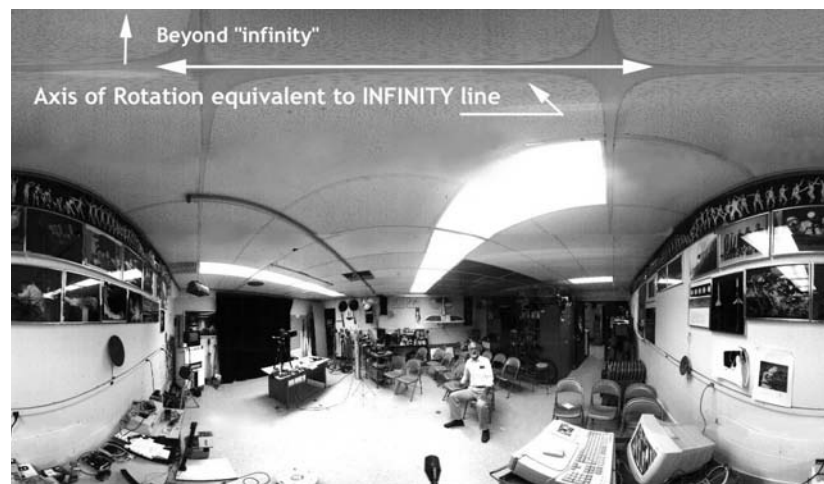 Beyond "infinity"
Axis of Rotation equivalent to INFINITY line